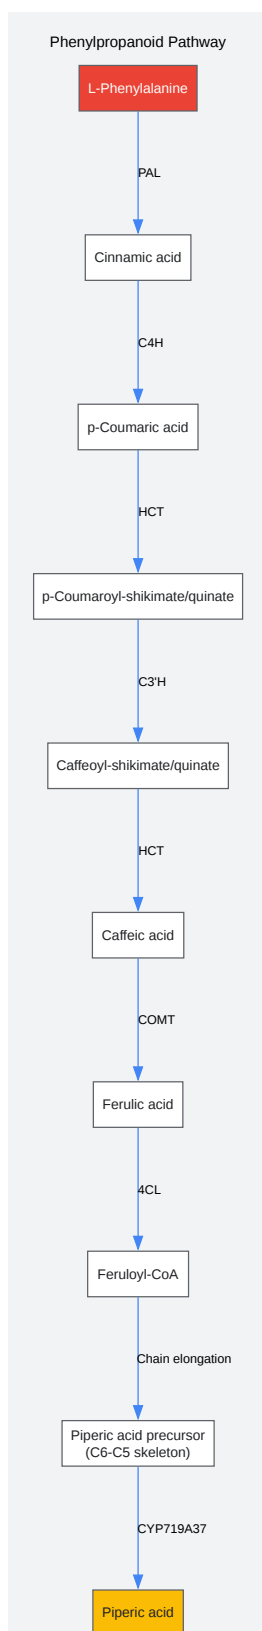 Phenylpropanoid Pathway
L-Phenylalanine
PAL
Cinnamic acid
C4H
p-Coumaric acid
HCT
p-Coumaroyl-shikimate/quinate
C3'H
Caffeoyl-shikimate/quinate
HCT
Caffeic acid
COMT
Ferulic acid
4CL
Feruloyl-CoA
Chain elongation
Piperic acid precursor
(C6-C5 skeleton)
CYP719A37
Piperic acid